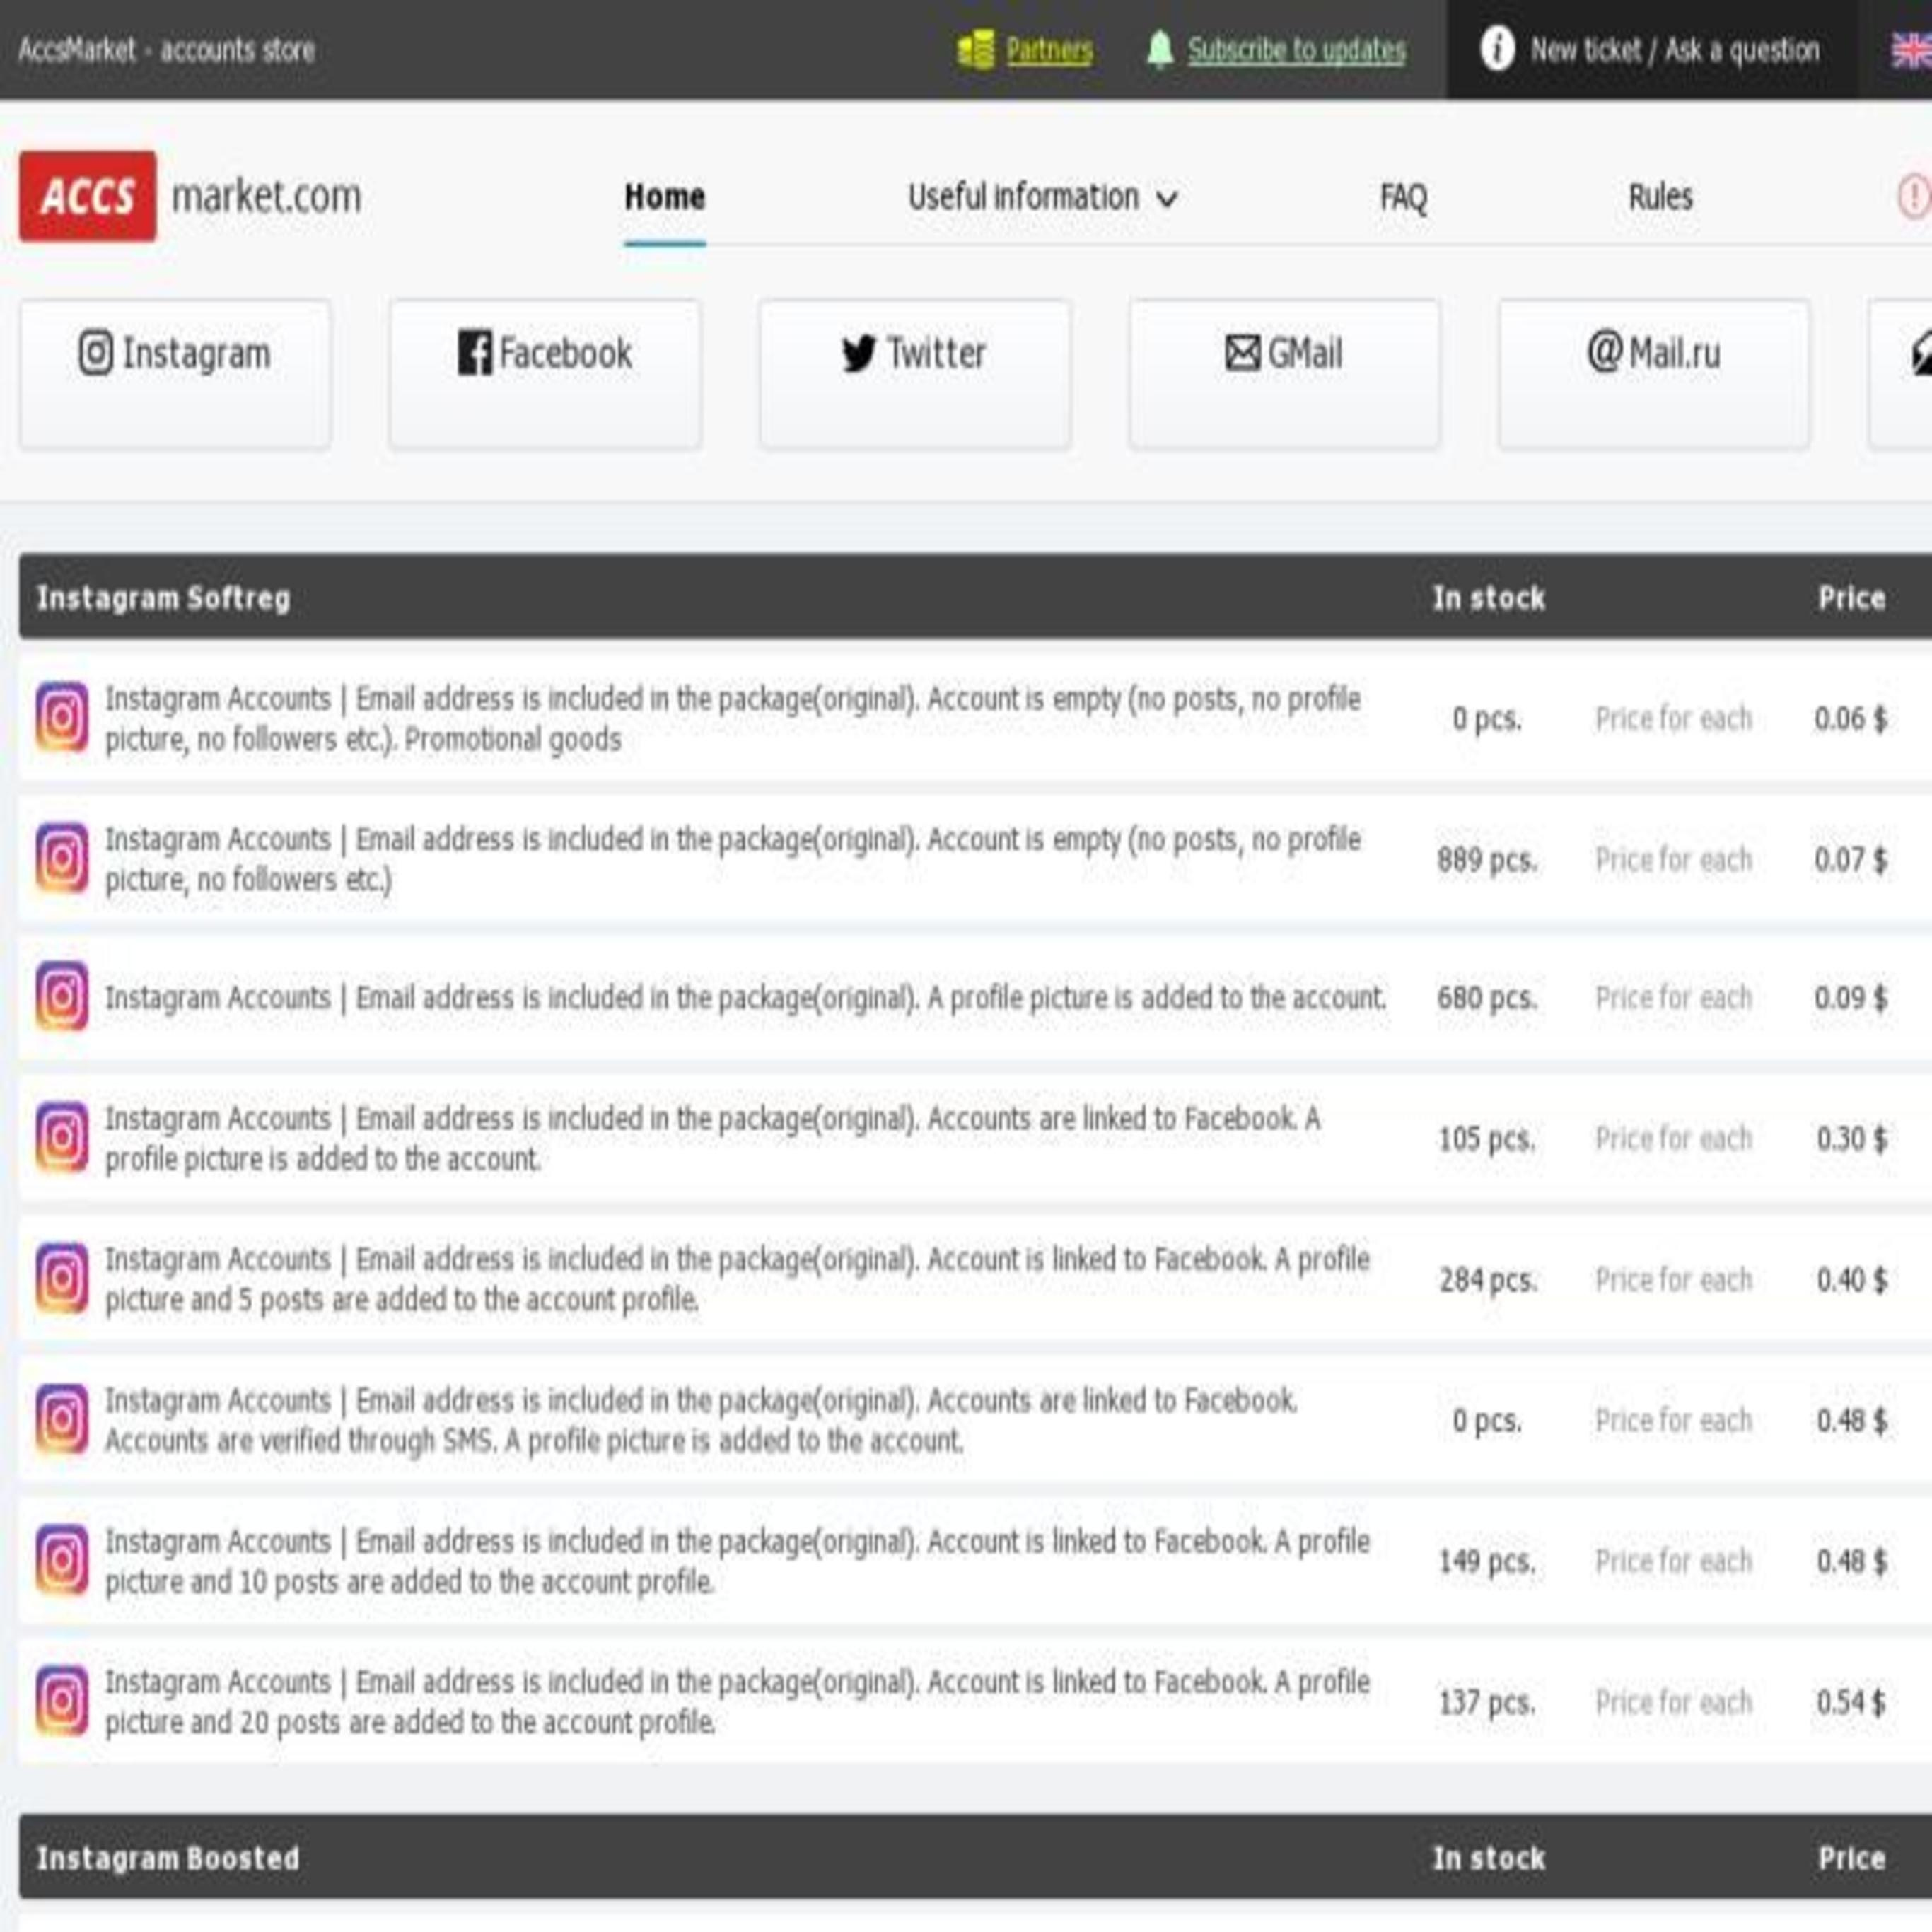 AccsMarket - accounts store
Partners
Subscribe to updates
New ticket / Ask a question
ACCS market.com
Home
Useful information
FAQ
Rules
Instagram
Facebook
Twitter
GMail
@Mail.ru
Instagram Softreg In stock Price
Instagram Accounts | Email address is included in the package(original). Account is empty (no posts, no profile
picture, no followers etc.). Promotional goods
0 pcs. Price for each 0.06 $
Instagram Accounts | Email address is included in the package(original). Account is empty (no posts, no profile
picture, no followers etc.)
889 pcs. Price for each 0.07 $
Instagram Accounts | Email address is included in the package(original). A profile picture is added to the account.
680 pcs. Price for each 0.09 $
Instagram Accounts | Email address is included in the package(original). Accounts are linked to Facebook. A
profile picture is added to the account.
105 pcs. Price for each 0.30 $
Instagram Accounts | Email address is included in the package(original). Account is linked to Facebook. A profile
picture and 5 posts are added to the account profile.
284 pcs. Price for each 0.40 $
Instagram Accounts | Email address is included in the package(original). Accounts are linked to Facebook.
Accounts are verified through SMS. A profile picture is added to the account.
0 pcs. Price for each 0.48 $
Instagram Accounts | Email address is included in the package(original). Account is linked to Facebook. A profile
picture and 10 posts are added to the account profile.
149 pcs. Price for each 0.48 $
Instagram Accounts | Email address is included in the package(original). Account is linked to Facebook. A profile
picture and 20 posts are added to the account profile.
137 pcs. Price for each 0.54 $
Instagram Boosted In stock Price